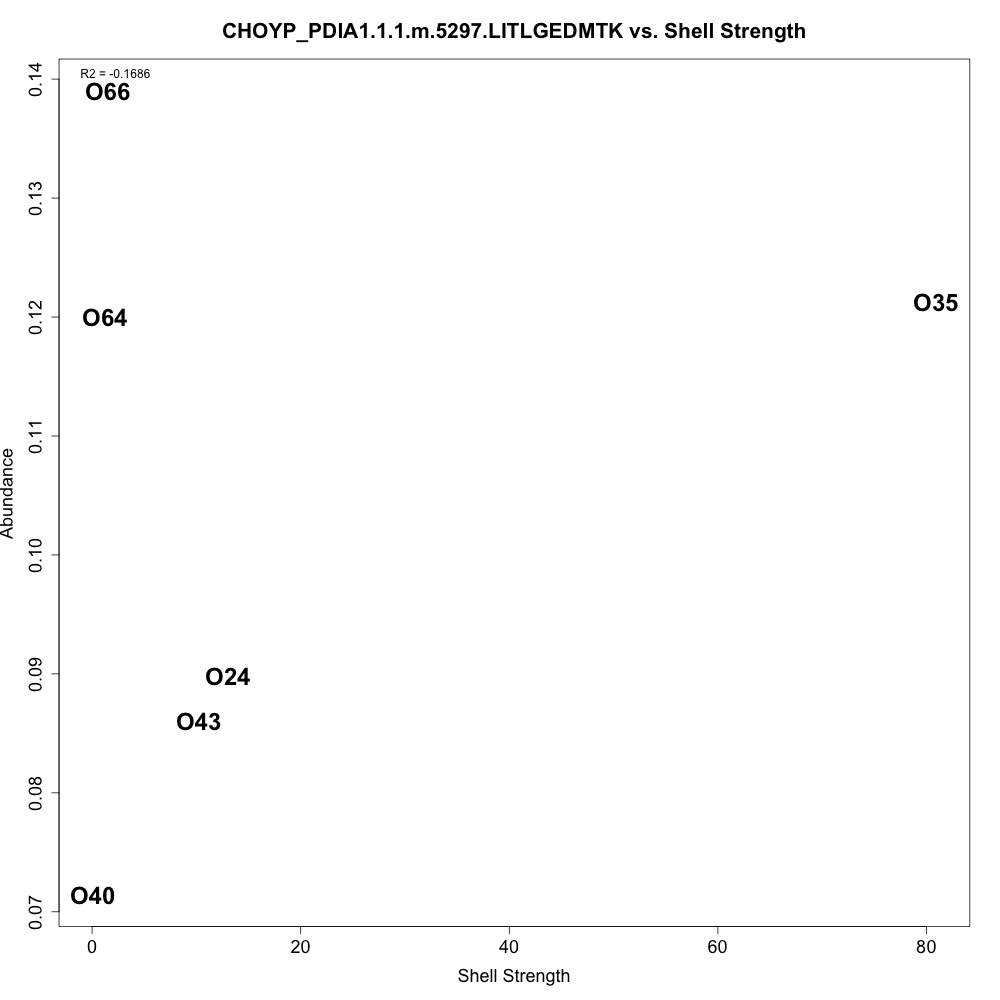 CHOYP_PDIA1.1.1.m.5297.LITLGEDMTK vs. Shell Strength
R2 = -0.1686
O66
O64
O35
O24
O43
O40
0.14
0.13
0.12
0.11
0.10
0.09
0.08
0.07
Abundance
0 20 40 60 80
Shell Strength